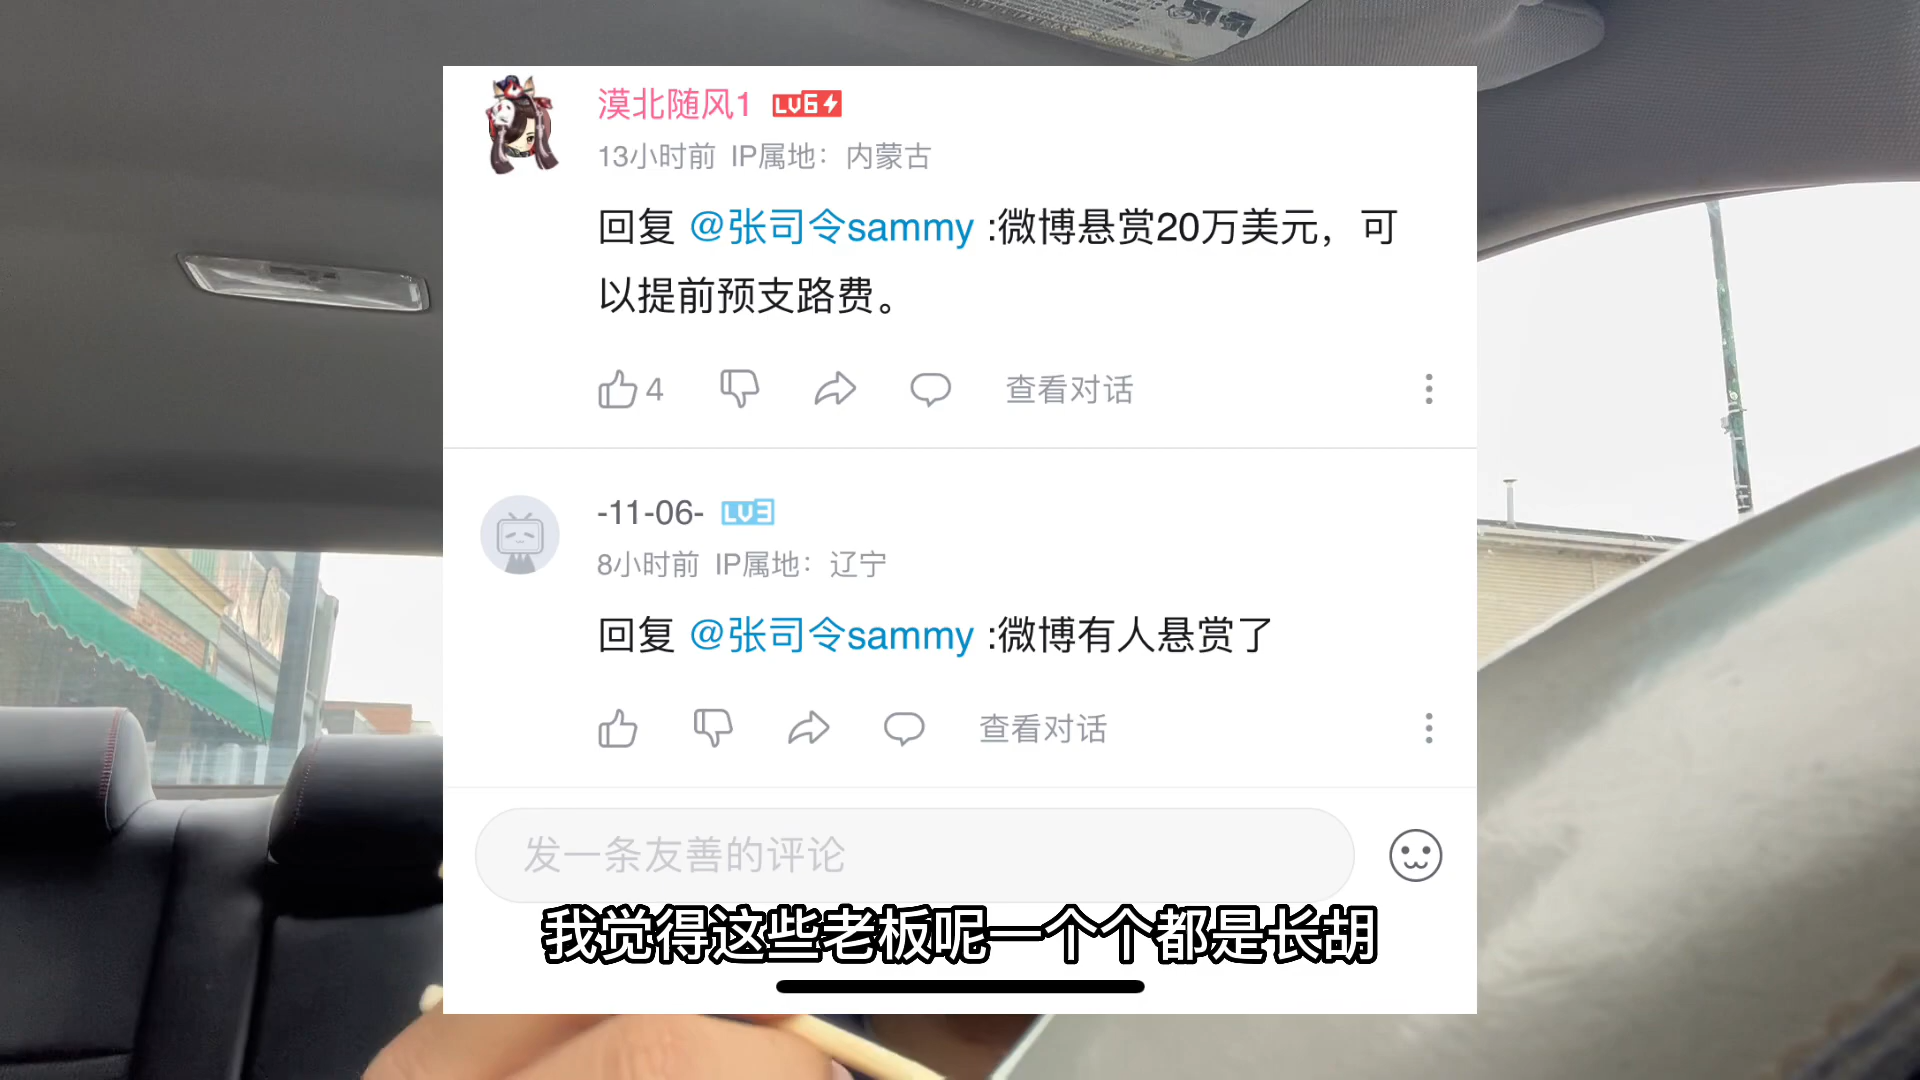 漠北随风1 LV6
13小时前 IP属地：内蒙古
回复 @张司令sammy :微博悬赏20万美元，可
以提前预支路费。
4 查看对话
-11-06- LV3
8小时前 IP属地：辽宁
回复 @张司令sammy :微博有人悬赏了
查看对话
发一条友善的评论
我觉得这些老板呢一个个都是长胡